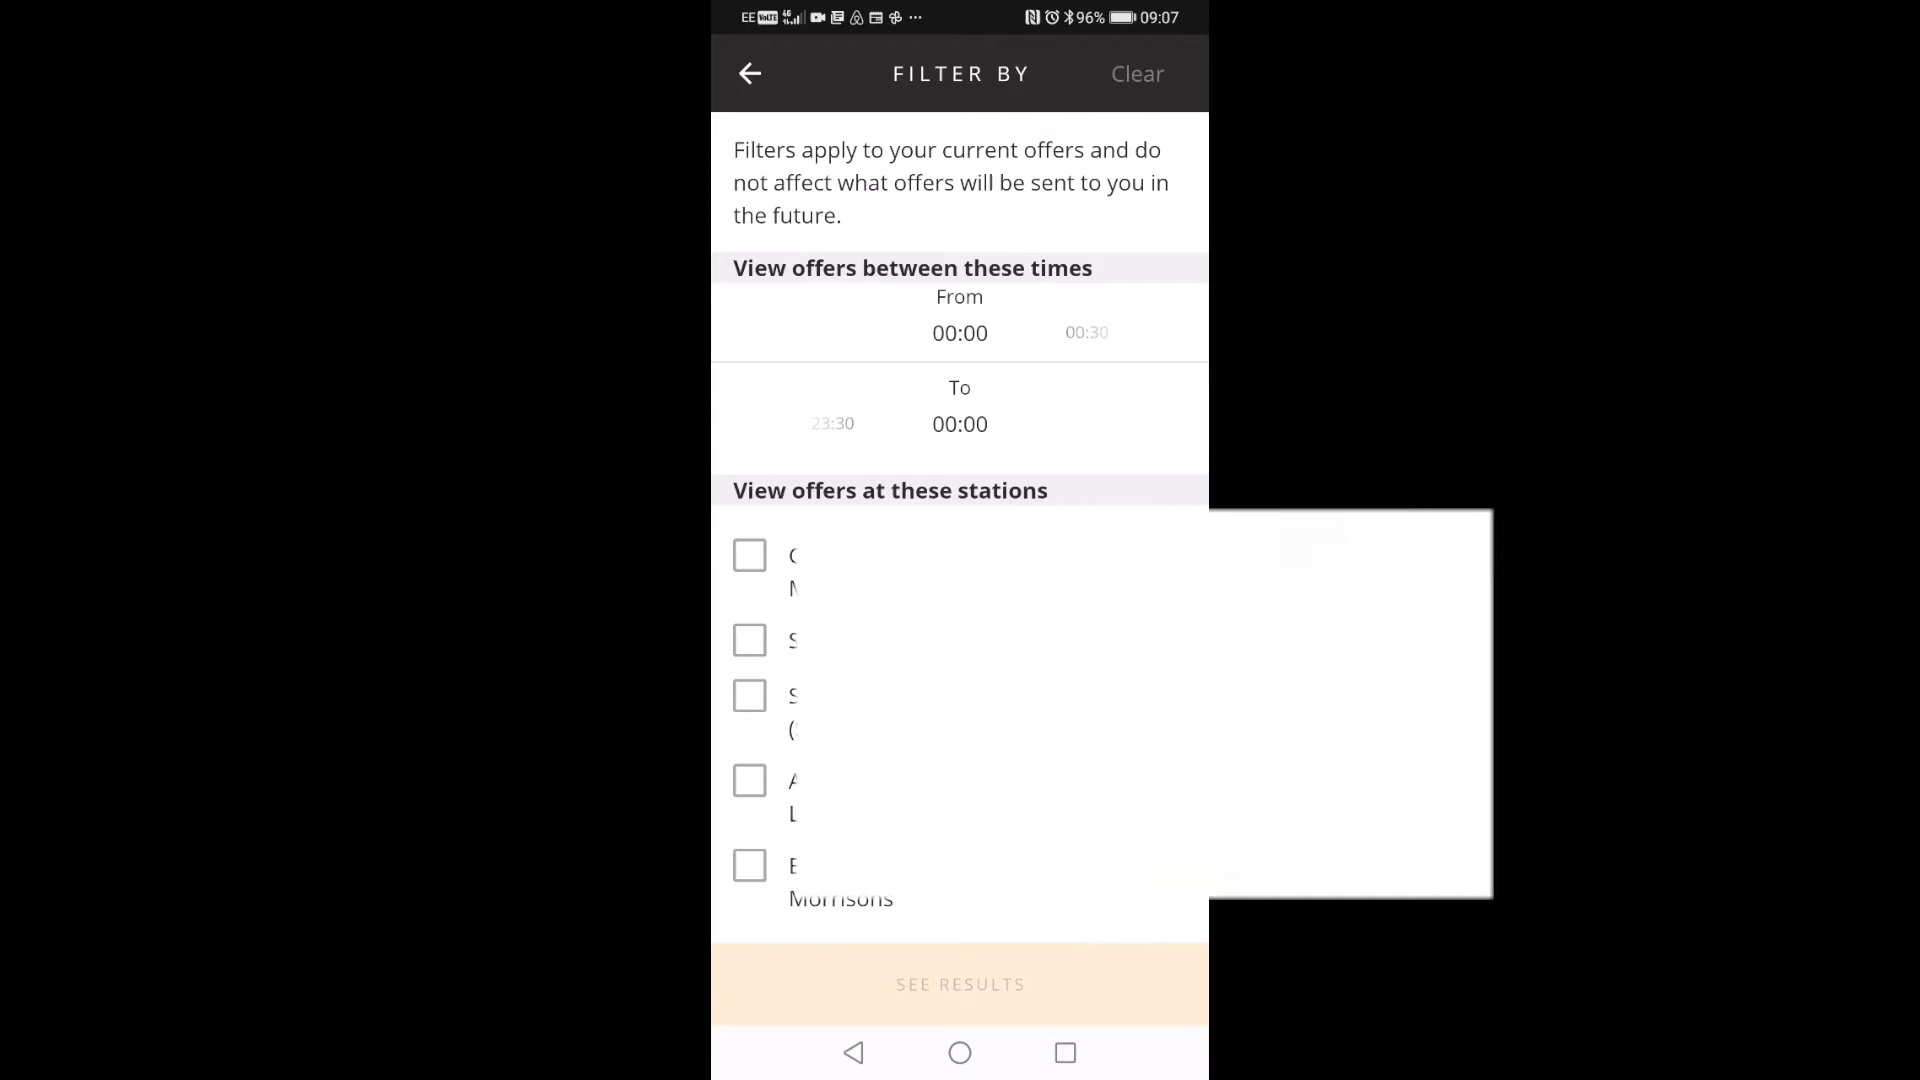 EE VoLTE 4G 96% 09:07
FILTER BY Clear
Filters apply to your current offers and do
not affect what offers will be sent to you in
the future.
View offers between these times
From
00:00 00:30
To
23:30 00:00
View offers at these stations
Morrisons
SEE RESULTS